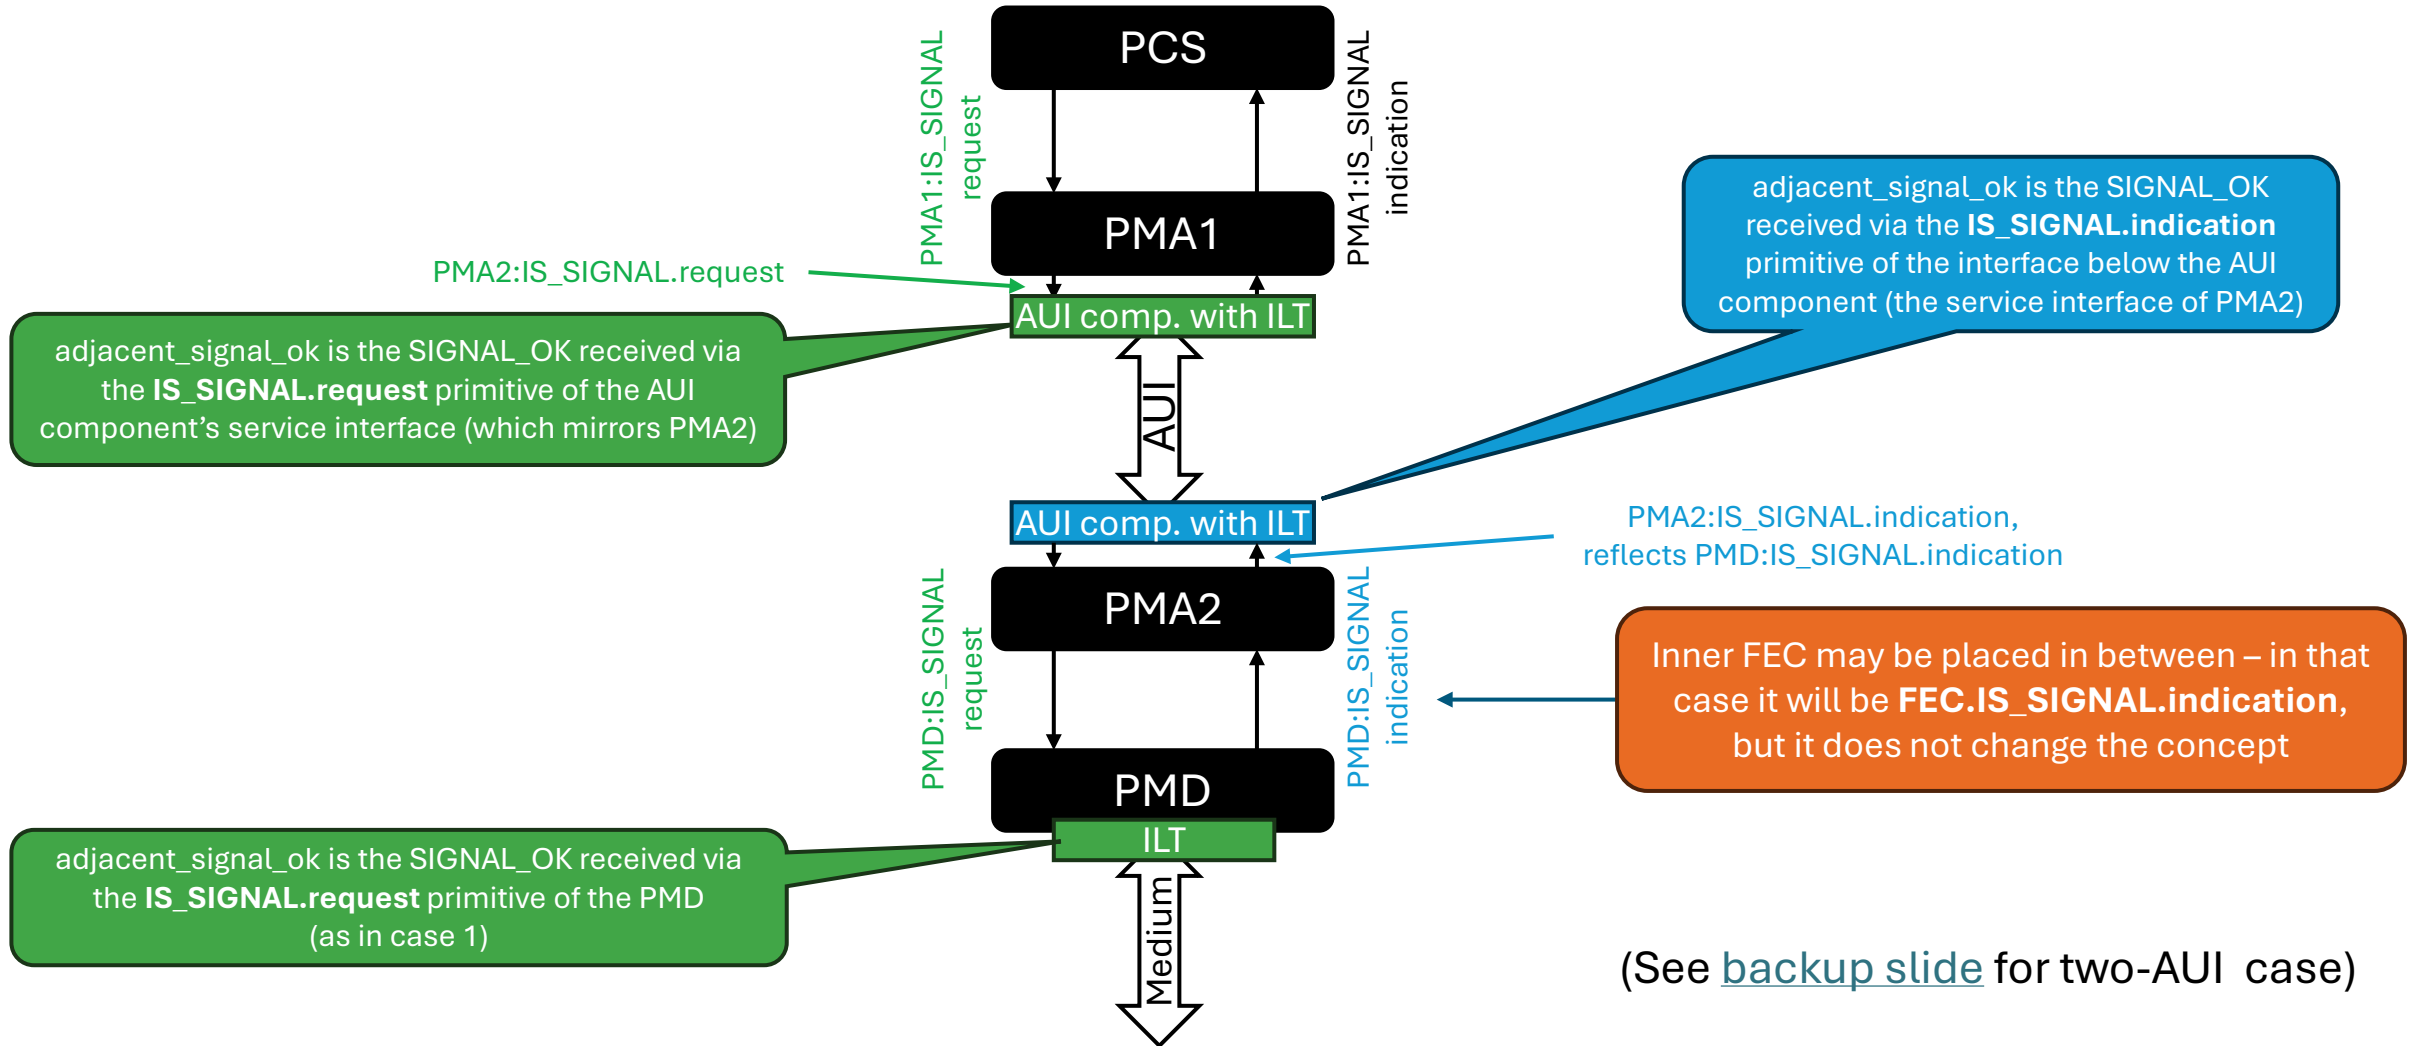 PCS
PMA1:IS_SIGNAL
request
PMA1:IS_SIGNAL
indication
PMA1
PMA2:IS_SIGNAL.request
AUI comp. with ILT
adjacent_signal_ok is the SIGNAL_OK received via
the IS_SIGNAL.request primitive of the AUI
component’s service interface (which mirrors PMA2)
adjacent_signal_ok is the SIGNAL_OK
received via the IS_SIGNAL.indication
primitive of the interface below the AUI
component (the service interface of PMA2)
AUI
AUI comp. with ILT
PMA2:IS_SIGNAL.indication,
reflects PMD:IS_SIGNAL.indication
PMA2
PMD:IS_SIGNAL
request
PMD:IS_SIGNAL
indication
Inner FEC may be placed in between – in that
case it will be FEC.IS_SIGNAL.indication,
but it does not change the concept
PMD
ILT
adjacent_signal_ok is the SIGNAL_OK received via
the IS_SIGNAL.request primitive of the PMD
(as in case 1)
Medium
(See backup slide for two-AUI case)